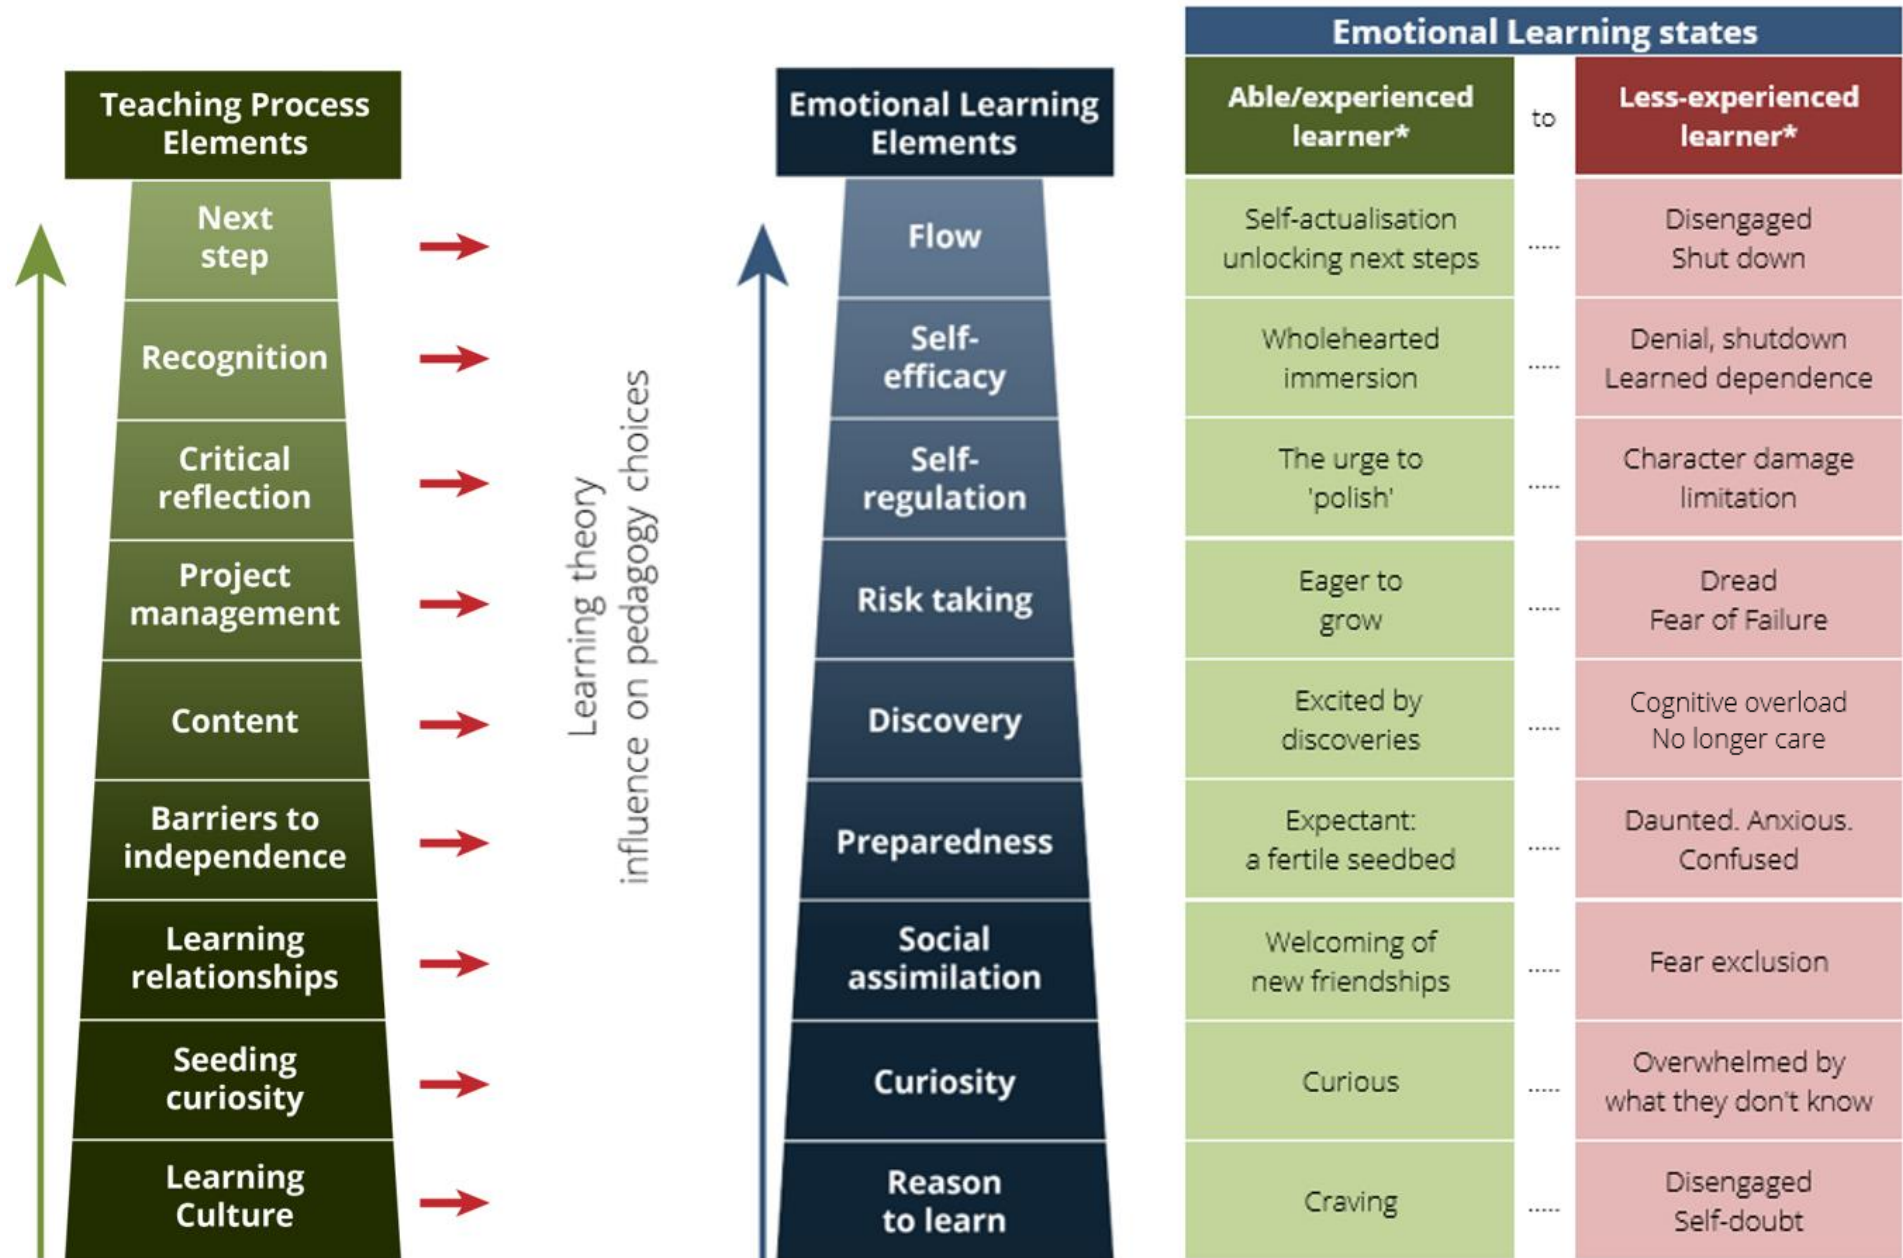 Teaching Process
Elements
Next
step
Recognition
Critical
reflection
Project
management
Content
Barriers to
independence
Learning
relationships
Seeding
curiosity
Learning
Culture
Learning theory
influence on pedagogy choices
Emotional Learning
Elements
Flow
Self-
efficacy
Self-
regulation
Risk taking
Discovery
Preparedness
Social
assimilation
Curiosity
Reason
to learn
Emotional Learning states
Able/experienced
learner*
to
Less-experienced
learner*
Self-actualisation
unlocking next steps
.....
Disengaged
Shut down
Wholehearted
immersion
.....
Denial, shutdown
Learned dependence
The urge to
'polish'
.....
Character damage
limitation
Eager to
grow
.....
Dread
Fear of Failure
Excited by
discoveries
.....
Cognitive overload
No longer care
Expectant:
a fertile seedbed
.....
Daunted. Anxious.
Confused
Welcoming of
new friendships
.....
Fear exclusion
Curious
.....
Overwhelmed by
what they don't know
Craving
.....
Disengaged
Self-doubt